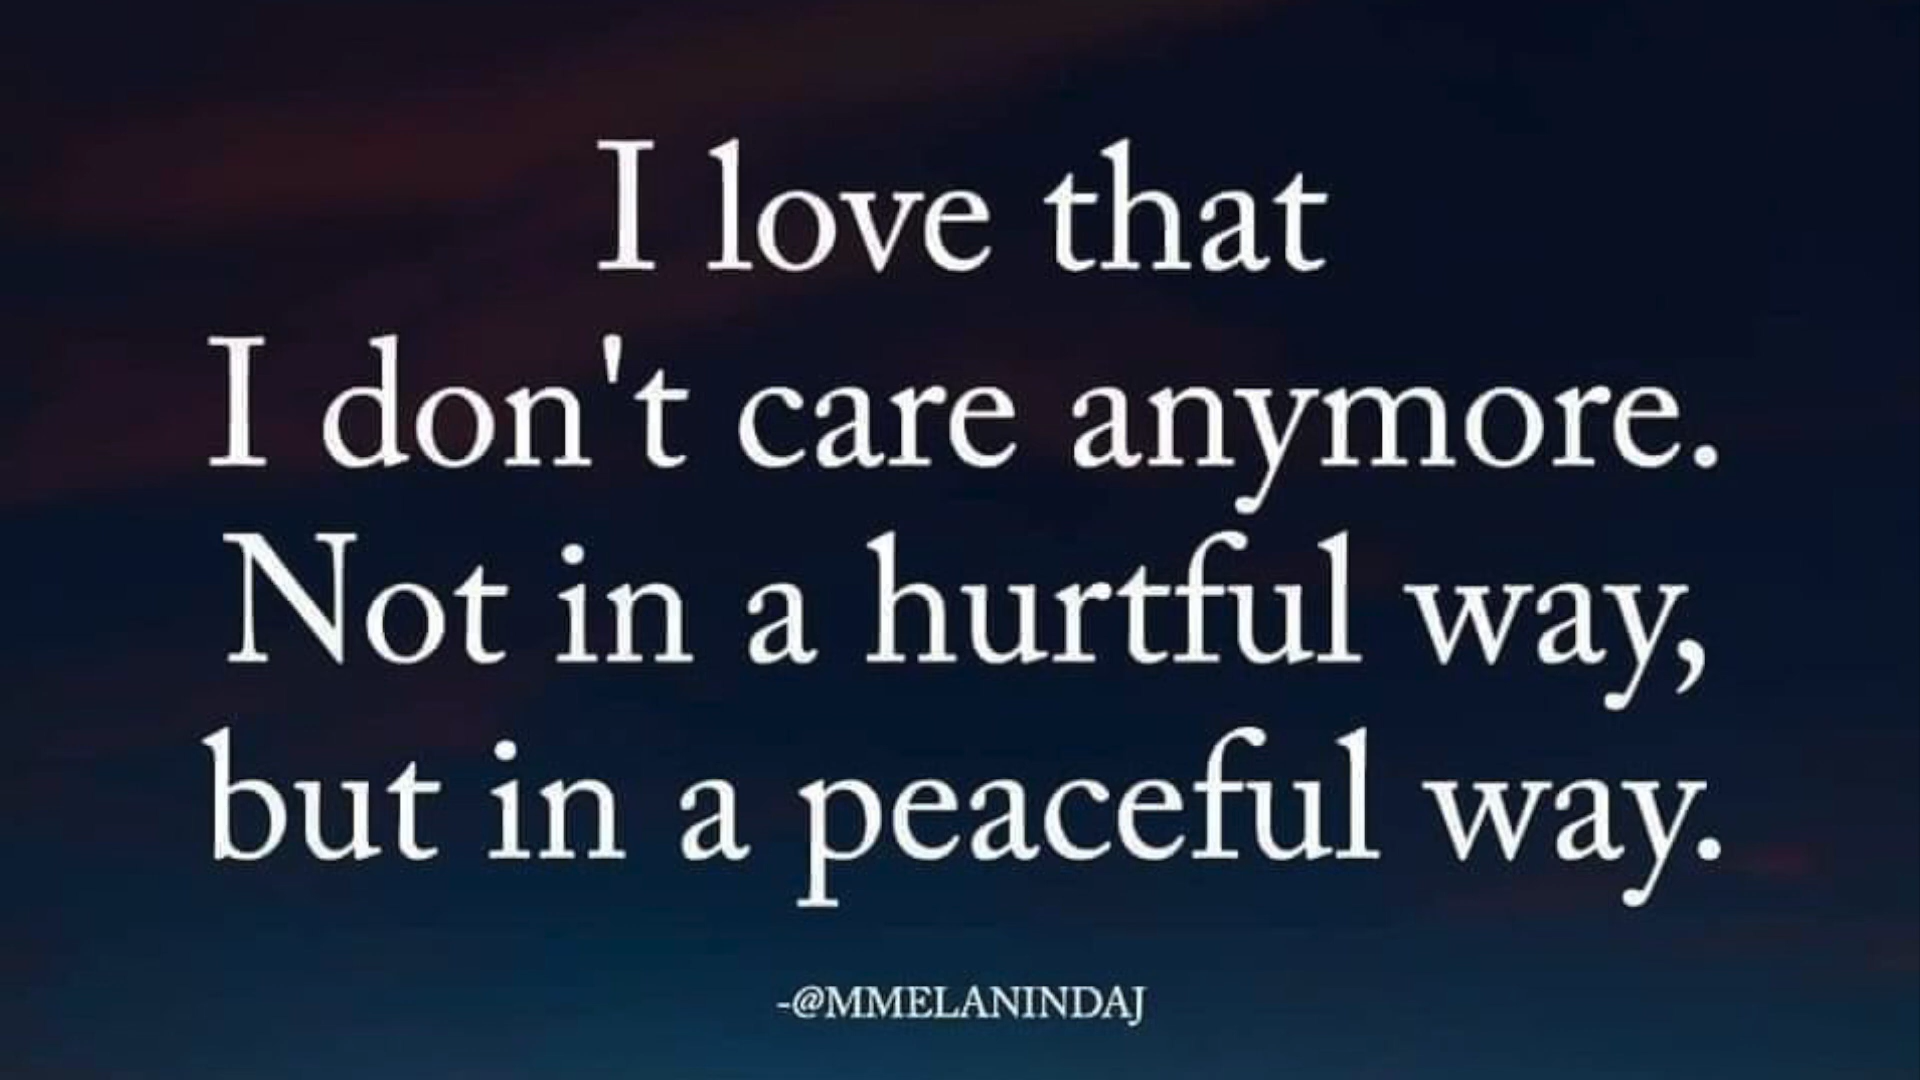 I love that
I don't care anymore.
Not in a hurtful way,
but in a peaceful way.
-@MMELANINDAJ